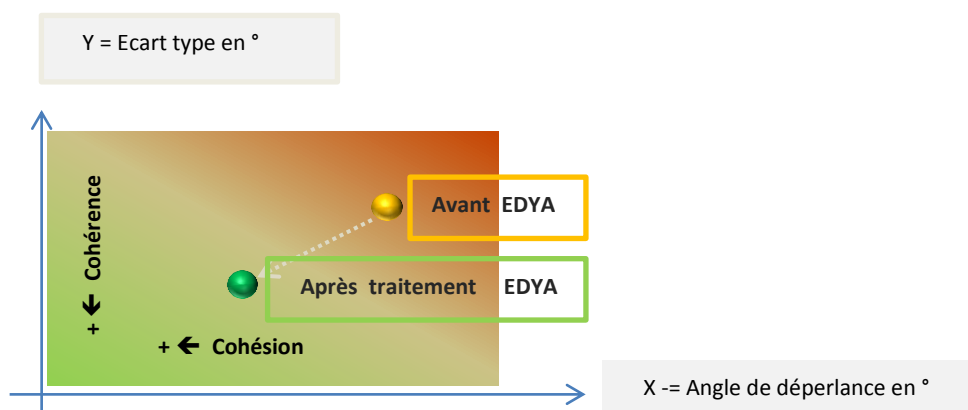 Y = Ecart type en °
Avant EDYA
+ ← Cohérence
Après traitement EDYA
+ ← Cohésion
X -= Angle de déperlance en °